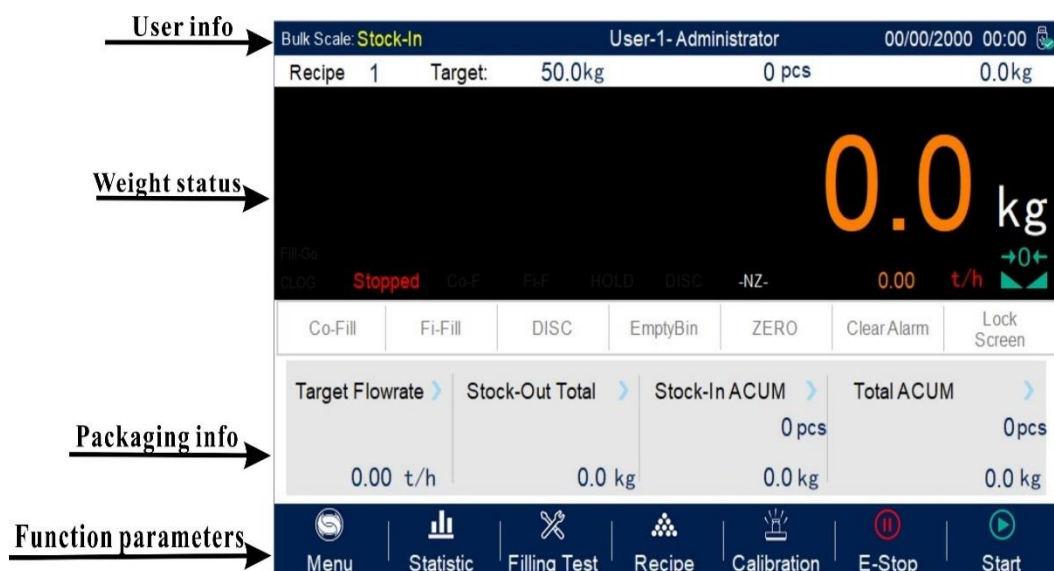 User info
Bulk Scale: Stock-In User-1- Administrator 00/00/2000 00:00
Recipe 1 Target: 50.0kg 0 pcs 0.0kg
Weight status
0.0 kg
Fill-Go
→0←
CLOG Stopped Co-F Fi-F HOLD DISC -NZ- 0.00 t/h
Co-Fill Fi-Fill DISC EmptyBin ZERO Clear Alarm Lock Screen
Target Flowrate Stock-Out Total Stock-In ACUM Total ACUM
0 pcs 0pcs
Packaging info
0.00 t/h 0.0 kg 0.0 kg 0.0 kg
Function parameters
Menu Statistic Filling Test Recipe Calibration E-Stop Start